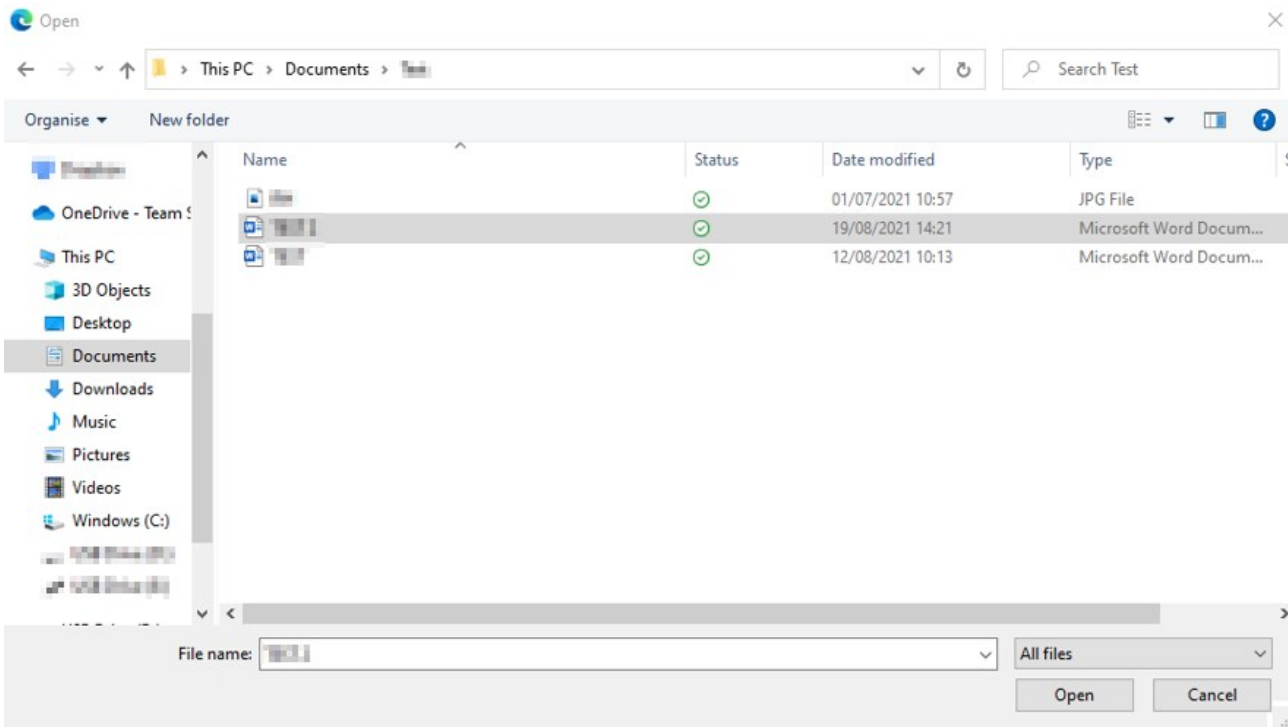 Open
This PC > Documents >
Search Test
Organise
New folder
Name
Status
Date modified
Type
01/07/2021 10:57
JPG File
OneDrive - Team
19/08/2021 14:21
Microsoft Word Docum...
12/08/2021 10:13
Microsoft Word Docum...
This PC
3D Objects
Desktop
Documents
Downloads
Music
Pictures
Videos
Windows (C:)
File name:
All files
Open
Cancel